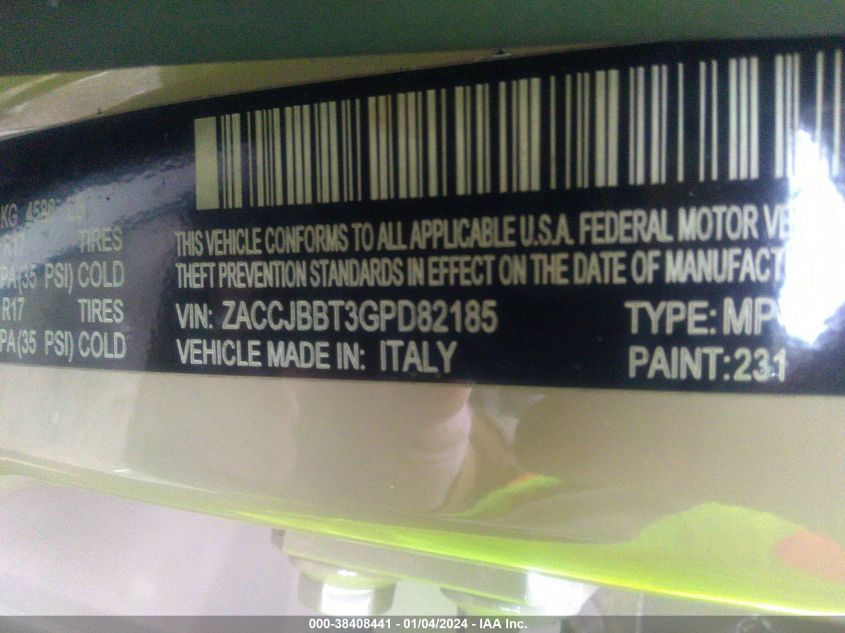 KG 4598 LB
R17 TIRES
PA(35 PSI) COLD
R17 TIRES
PA(35 PSI) COLD
THIS VEHICLE CONFORMS TO ALL APPLICABLE U.S.A. FEDERAL MOTOR VE
THEFT PREVENTION STANDARDS IN EFFECT ON THE DATE OF MANUFACT
VIN: ZACCJBBT3GPD82185 TYPE: MP
VEHICLE MADE IN: ITALY PAINT: 231
000-38408441 - 01/04/2024 - IAA Inc.